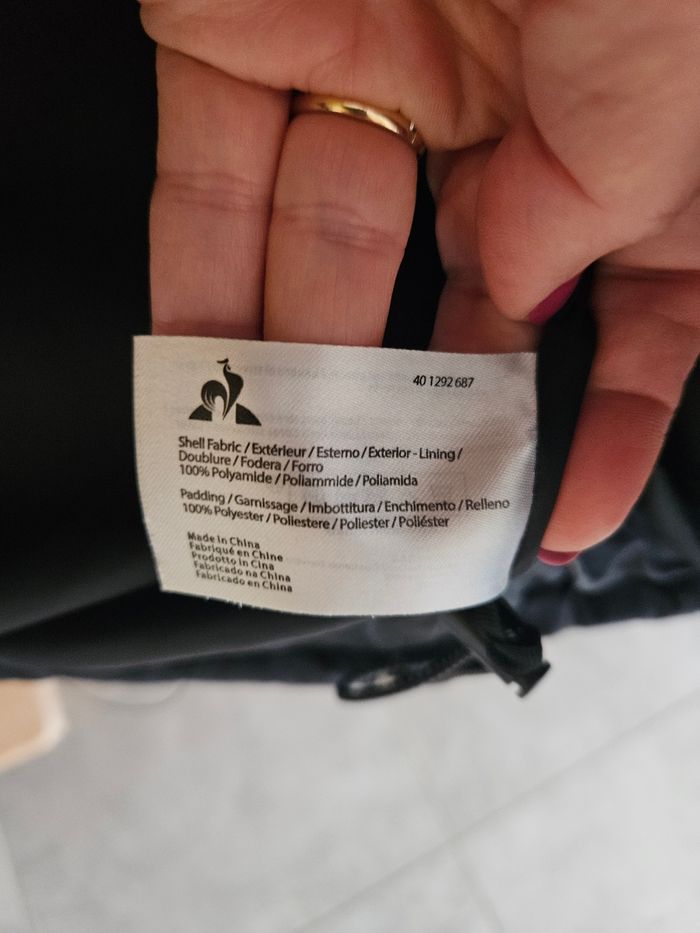 40 1292 687
Shell Fabric / Extérieur / Esterno / Exterior - Lining /
Doublure / Fodera / Forro
100% Polyamide / Poliammide / Poliamida
Padding / Garnissage / Imbottitura / Enchimento / Relleno
100% Polyester / Poliestere / Poliester / Poliéster
Made in China
Fabriqué en Chine
Prodotto in Cina
Fabricado na China
Fabricado en China